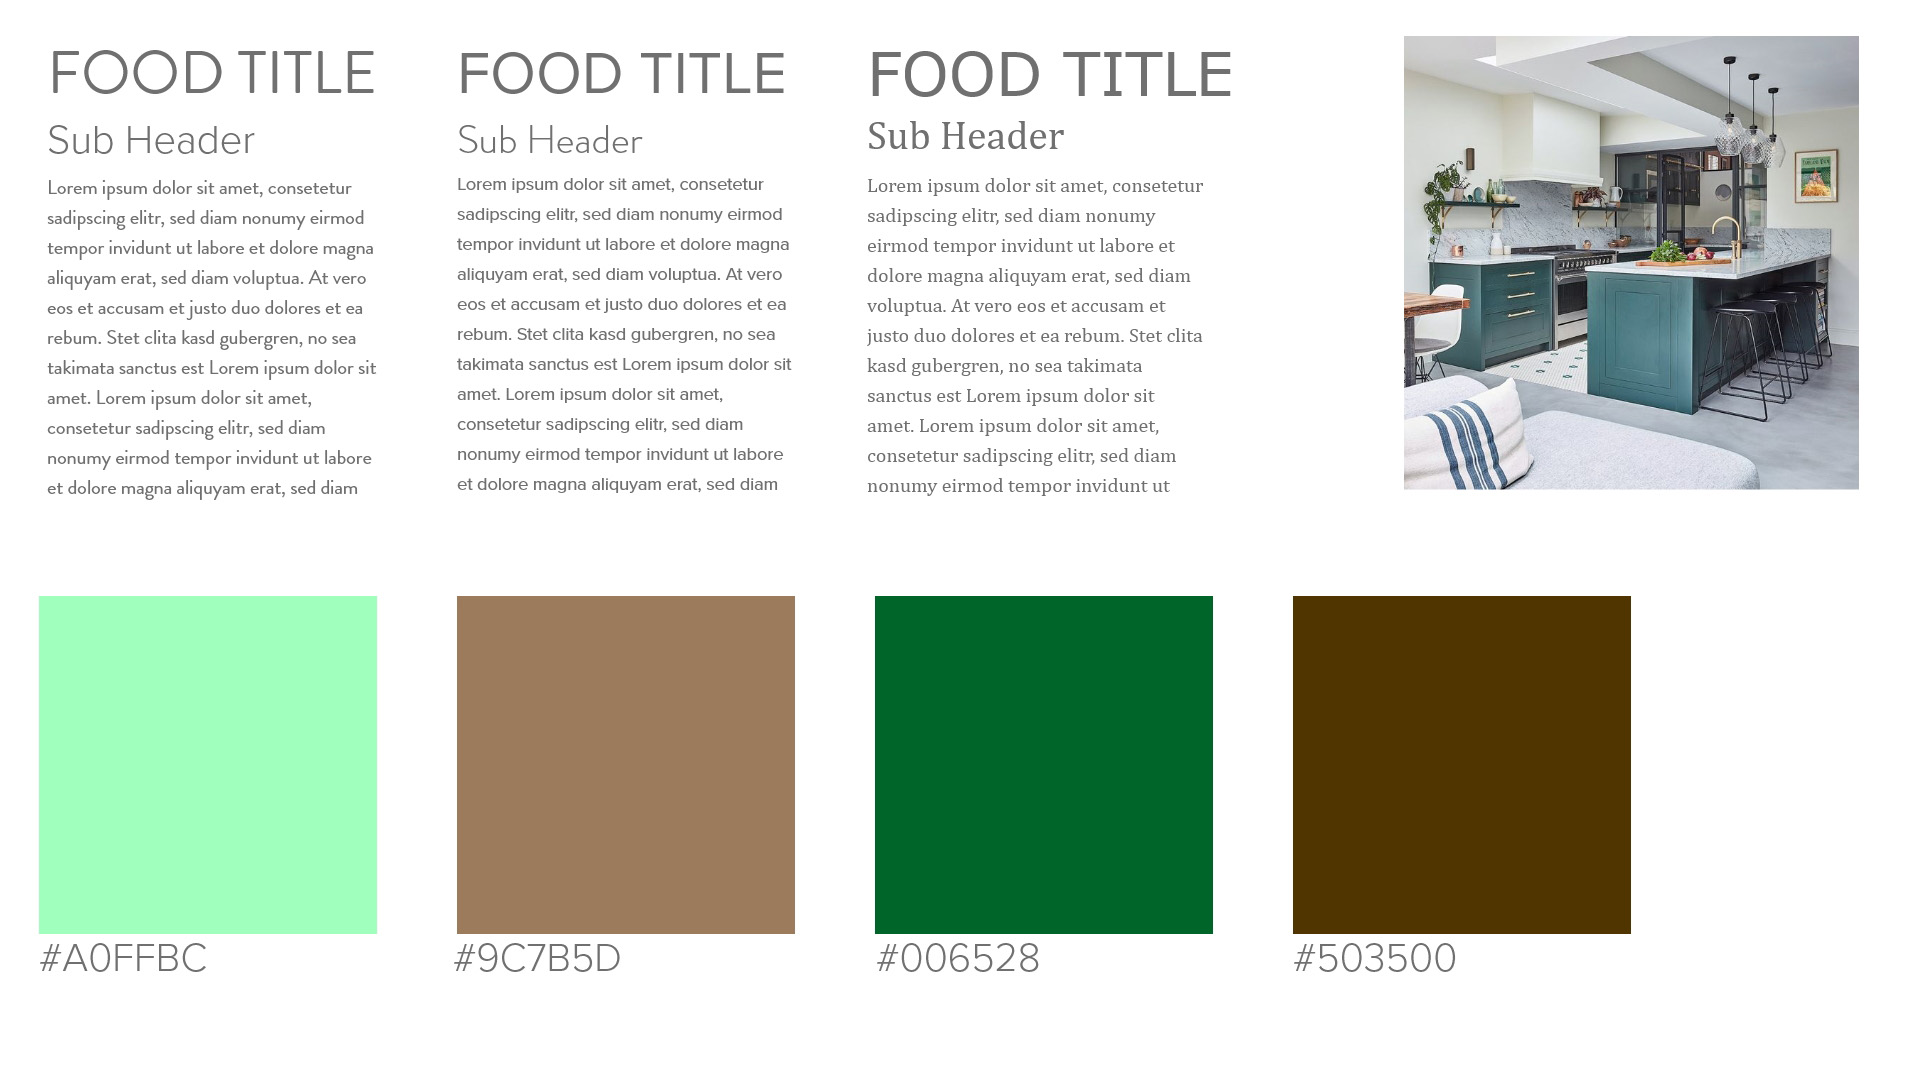 FOOD TITLE
Sub Header
Lorem ipsum dolor sit amet, consetetur
sadipscing elitr, sed diam nonumy eirmod
tempor invidunt ut labore et dolore magna
aliquyam erat, sed diam voluptua. At vero
eos et accusam et justo duo dolores et ea
rebum. Stet clita kasd gubergren, no sea
takimata sanctus est Lorem ipsum dolor sit
amet. Lorem ipsum dolor sit amet,
consetetur sadipscing elitr, sed diam
nonumy eirmod tempor invidunt ut labore
et dolore magna aliquyam erat, sed diam
FOOD TITLE
Sub Header
Lorem ipsum dolor sit amet, consetetur
sadipscing elitr, sed diam nonumy eirmod
tempor invidunt ut labore et dolore magna
aliquyam erat, sed diam voluptua. At vero
eos et accusam et justo duo dolores et ea
rebum. Stet clita kasd gubergren, no sea
takimata sanctus est Lorem ipsum dolor sit
amet. Lorem ipsum dolor sit amet,
consetetur sadipscing elitr, sed diam
nonumy eirmod tempor invidunt ut labore
et dolore magna aliquyam erat, sed diam
FOOD TITLE
Sub Header
Lorem ipsum dolor sit amet, consetetur
sadipscing elitr, sed diam nonumy
eirmod tempor invidunt ut labore et
dolore magna aliquyam erat, sed diam
voluptua. At vero eos et accusam et
justo duo dolores et ea rebum. Stet clita
kasd gubergren, no sea takimata
sanctus est Lorem ipsum dolor sit
amet. Lorem ipsum dolor sit amet,
consetetur sadipscing elitr, sed diam
nonumy eirmod tempor invidunt ut
#A0FFBC
#9C7B5D
#006528
#503500